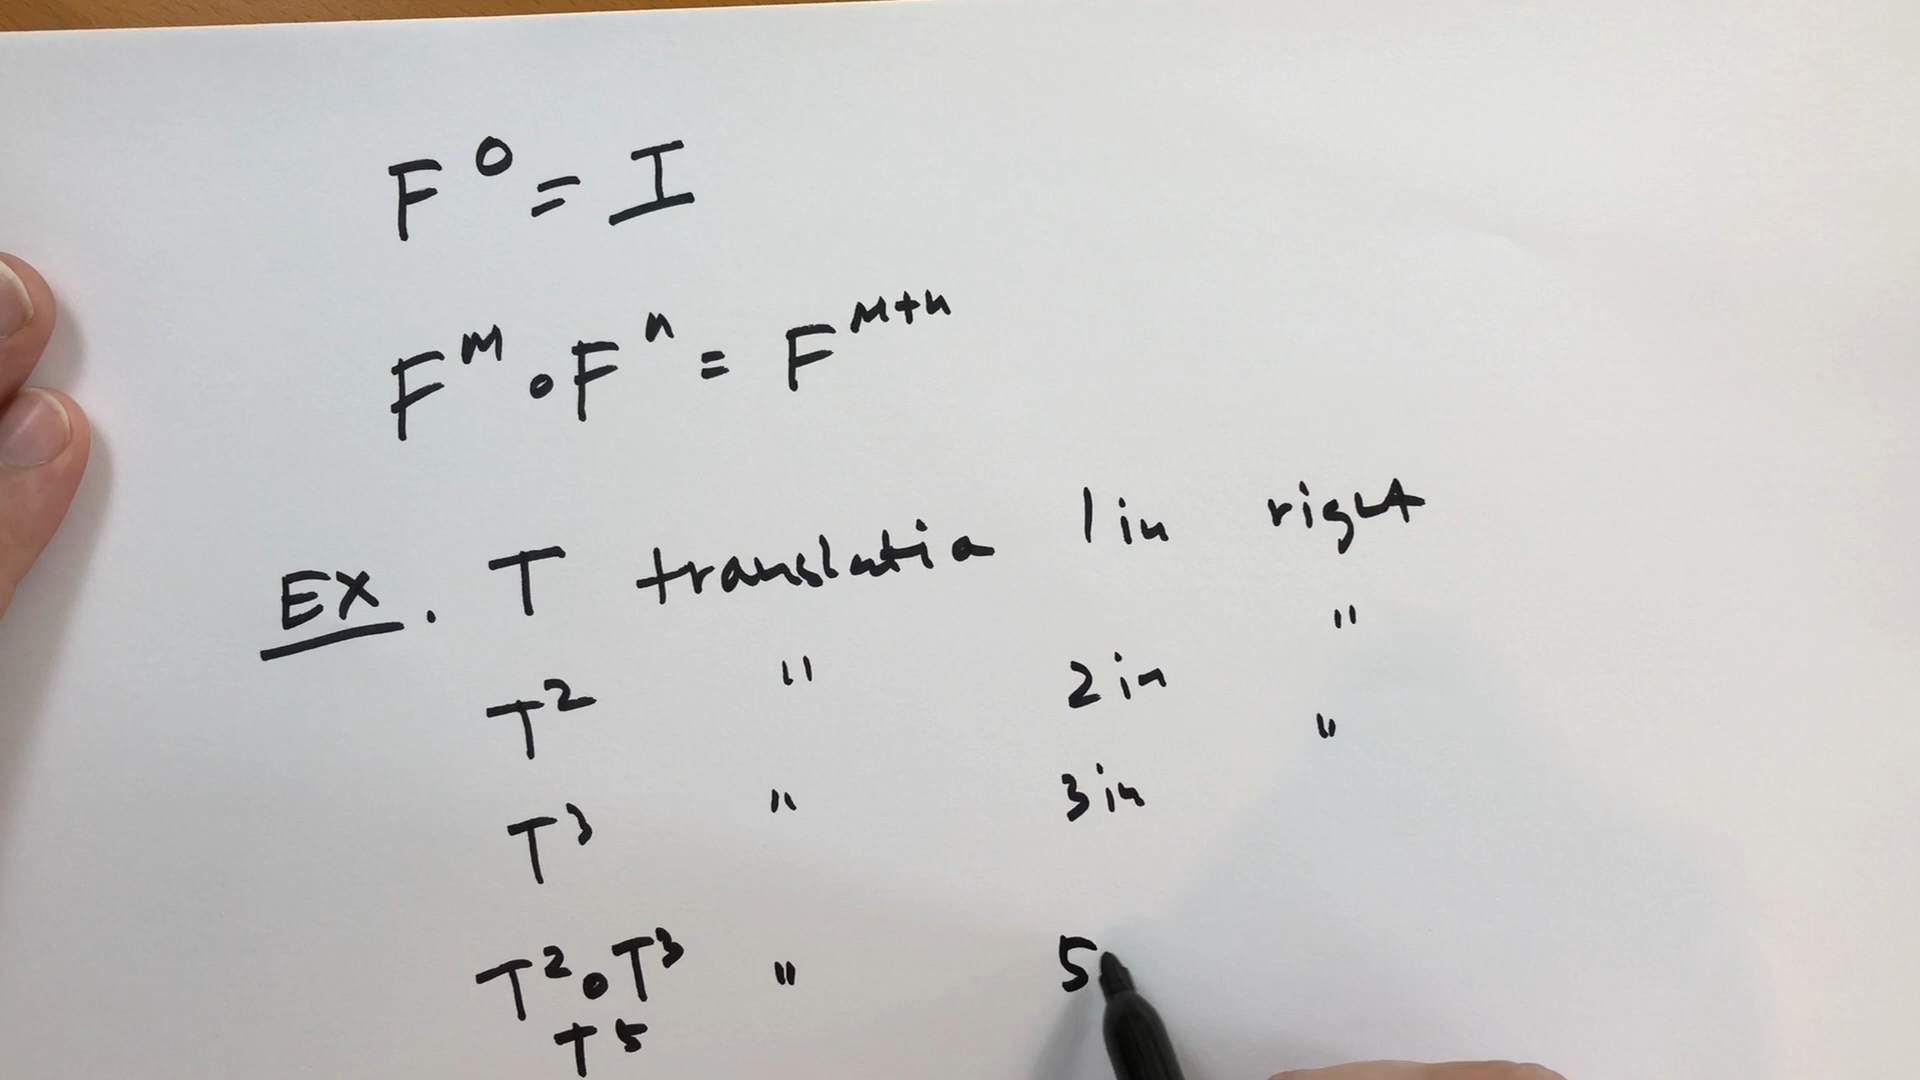 F⁰ = I
Fᵐ ∘ Fⁿ = Fᵐ⁺ⁿ
EX. T translatia 1 in right
T² " 2 in "
T³ " 3 in "
T² ∘ T³ " 5
T⁵